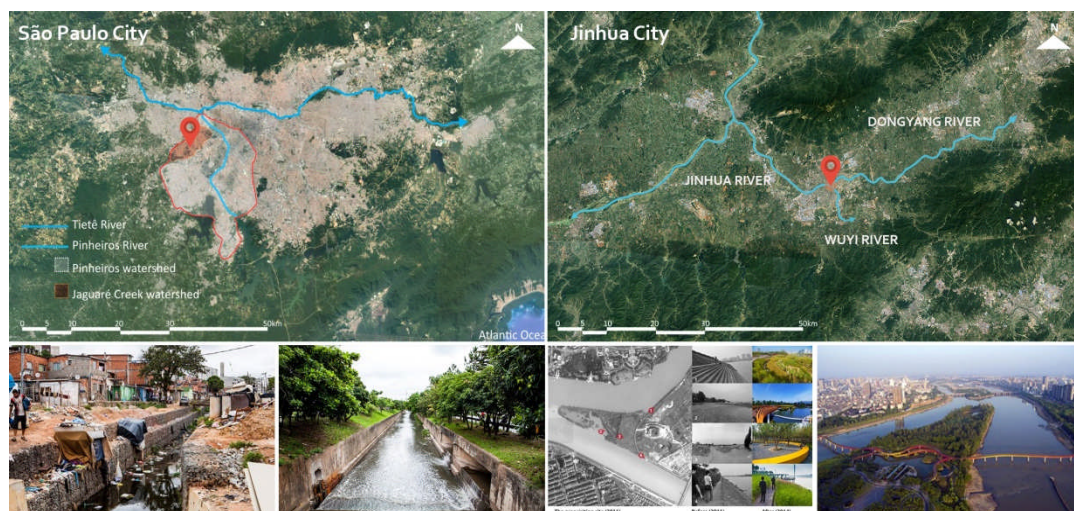 São Paulo City
N
Tietê River
Pinheiros River
Pinheiros watershed
Jaguaré Creek watershed
0 5 10 20 30 50km
Atlantic Ocea
Jinhua City
N
DONGYANG RIVER
JINHUA RIVER
WUYI RIVER
0 5 10 20 30 50km